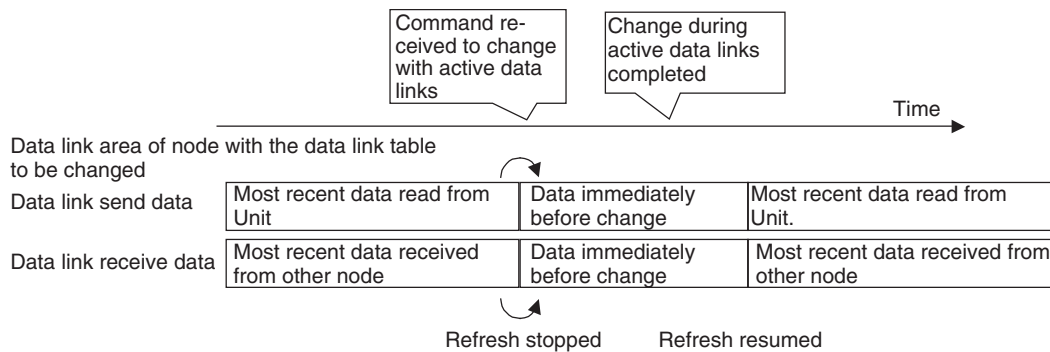 Command re-
ceived to change
with active data
links
Change during
active data links
completed
Time
Data link area of node with the data link table
to be changed
Data link send data
Most recent data read from
Unit
Data immediately
before change
Most recent data read from
Unit.
Data link receive data
Most recent data received
from other node
Data immediately
before change
Most recent data received from
other node
Refresh stopped
Refresh resumed